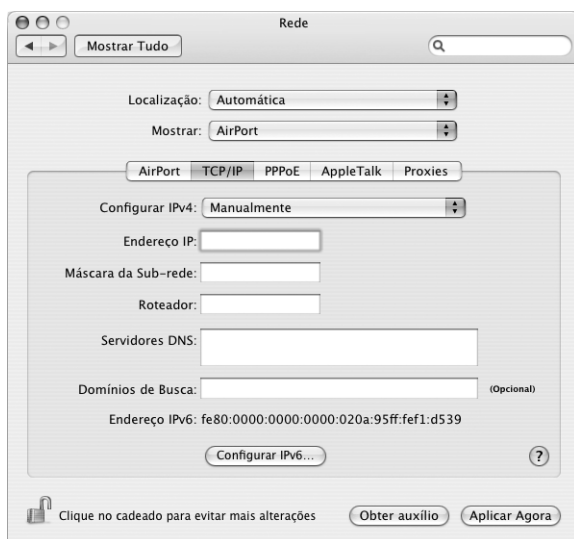 Rede
Mostrar Tudo
Localização: Automática
Mostrar: AirPort
AirPort TCP/IP PPPoE AppleTalk Proxies
Configurar IPv4: Manualmente
Endereço IP:
Máscara da Sub-rede:
Roteador:
Servidores DNS:
Domínios de Busca: (Opcional)
Endereço IPv6: fe80:0000:0000:0000:020a:95ff:fef1:d539
Configurar IPv6... ?
Clique no cadeado para evitar mais alterações Obter auxílio Aplicar Agora